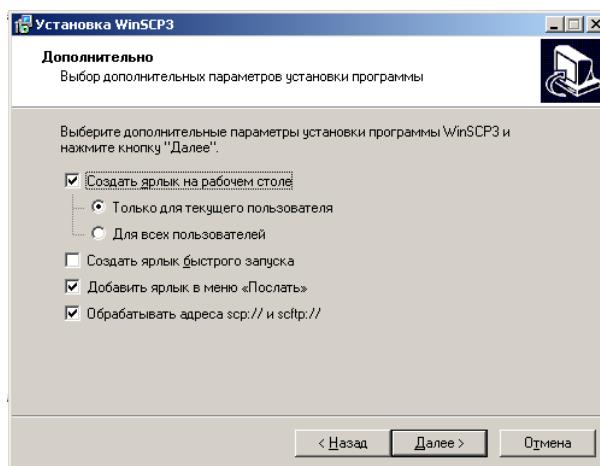 Установка WinSCP3
Дополнительно
Выбор дополнительных параметров установки программы
Выберите дополнительные параметры установки программы WinSCP3 и
нажмите кнопку "Далее".
Создать ярлык на рабочем столе
Только для текущего пользователя
Для всех пользователей
Создать ярлык быстрого запуска
Добавить ярлык в меню «Послать»
Обрабатывать адреса scp:// и scftp://
< Назад
Далее >
Отмена